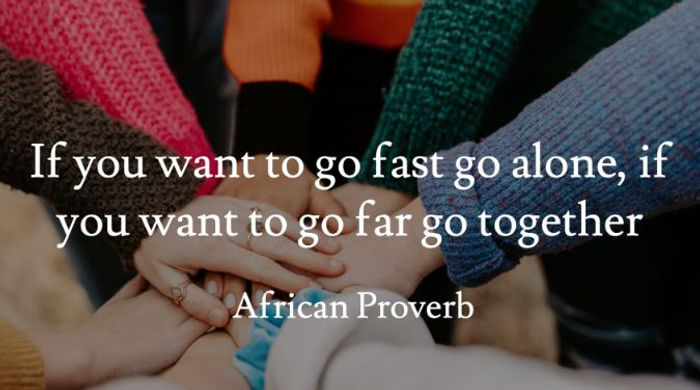 If you want to go fast go alone, if
you want to go far go together
African Proverb